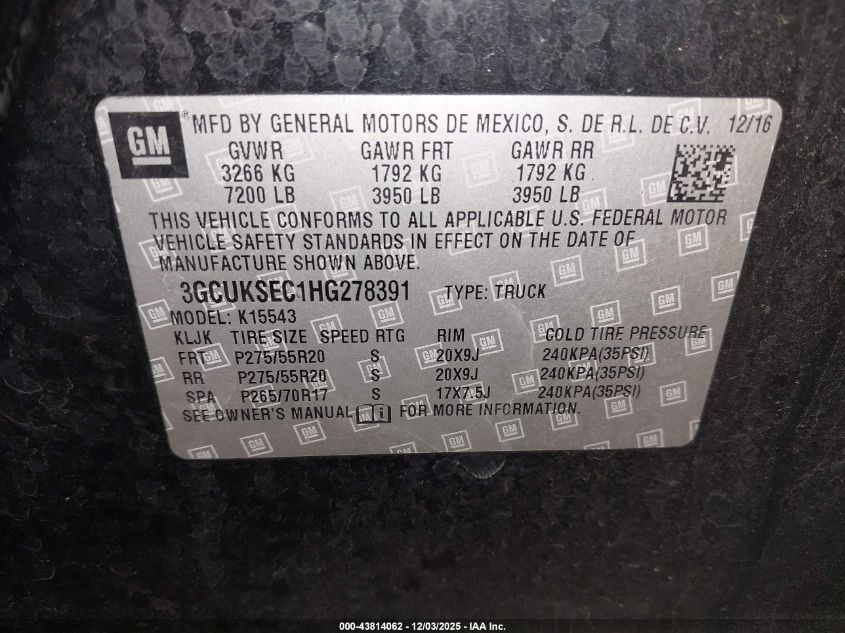 GM ® MFD BY GENERAL MOTORS DE MEXICO, S. DE R.L. DE C.V. 12/16
GVWR GAWR FRT GAWR RR
3266 KG 1792 KG 1792 KG
7200 LB 3950 LB 3950 LB
THIS VEHICLE CONFORMS TO ALL APPLICABLE U.S. FEDERAL MOTOR
VEHICLE SAFETY STANDARDS IN EFFECT ON THE DATE OF
MANUFACTURE SHOWN ABOVE.
3GCUKSEC1HG278391 TYPE: TRUCK
MODEL: K15543
KLJK TIRE SIZE SPEED RTG RIM COLD TIRE PRESSURE
FRT P275/55R20 S 20X9J 240KPA(35PSI)
RR P275/55R20 S 20X9J 240KPA(35PSI)
SPA P265/70R17 S 17X7.5J 240KPA(35PSI)
SEE OWNER'S MANUAL FOR MORE INFORMATION.
000-43814062 - 12/03/2025 - IAA Inc.